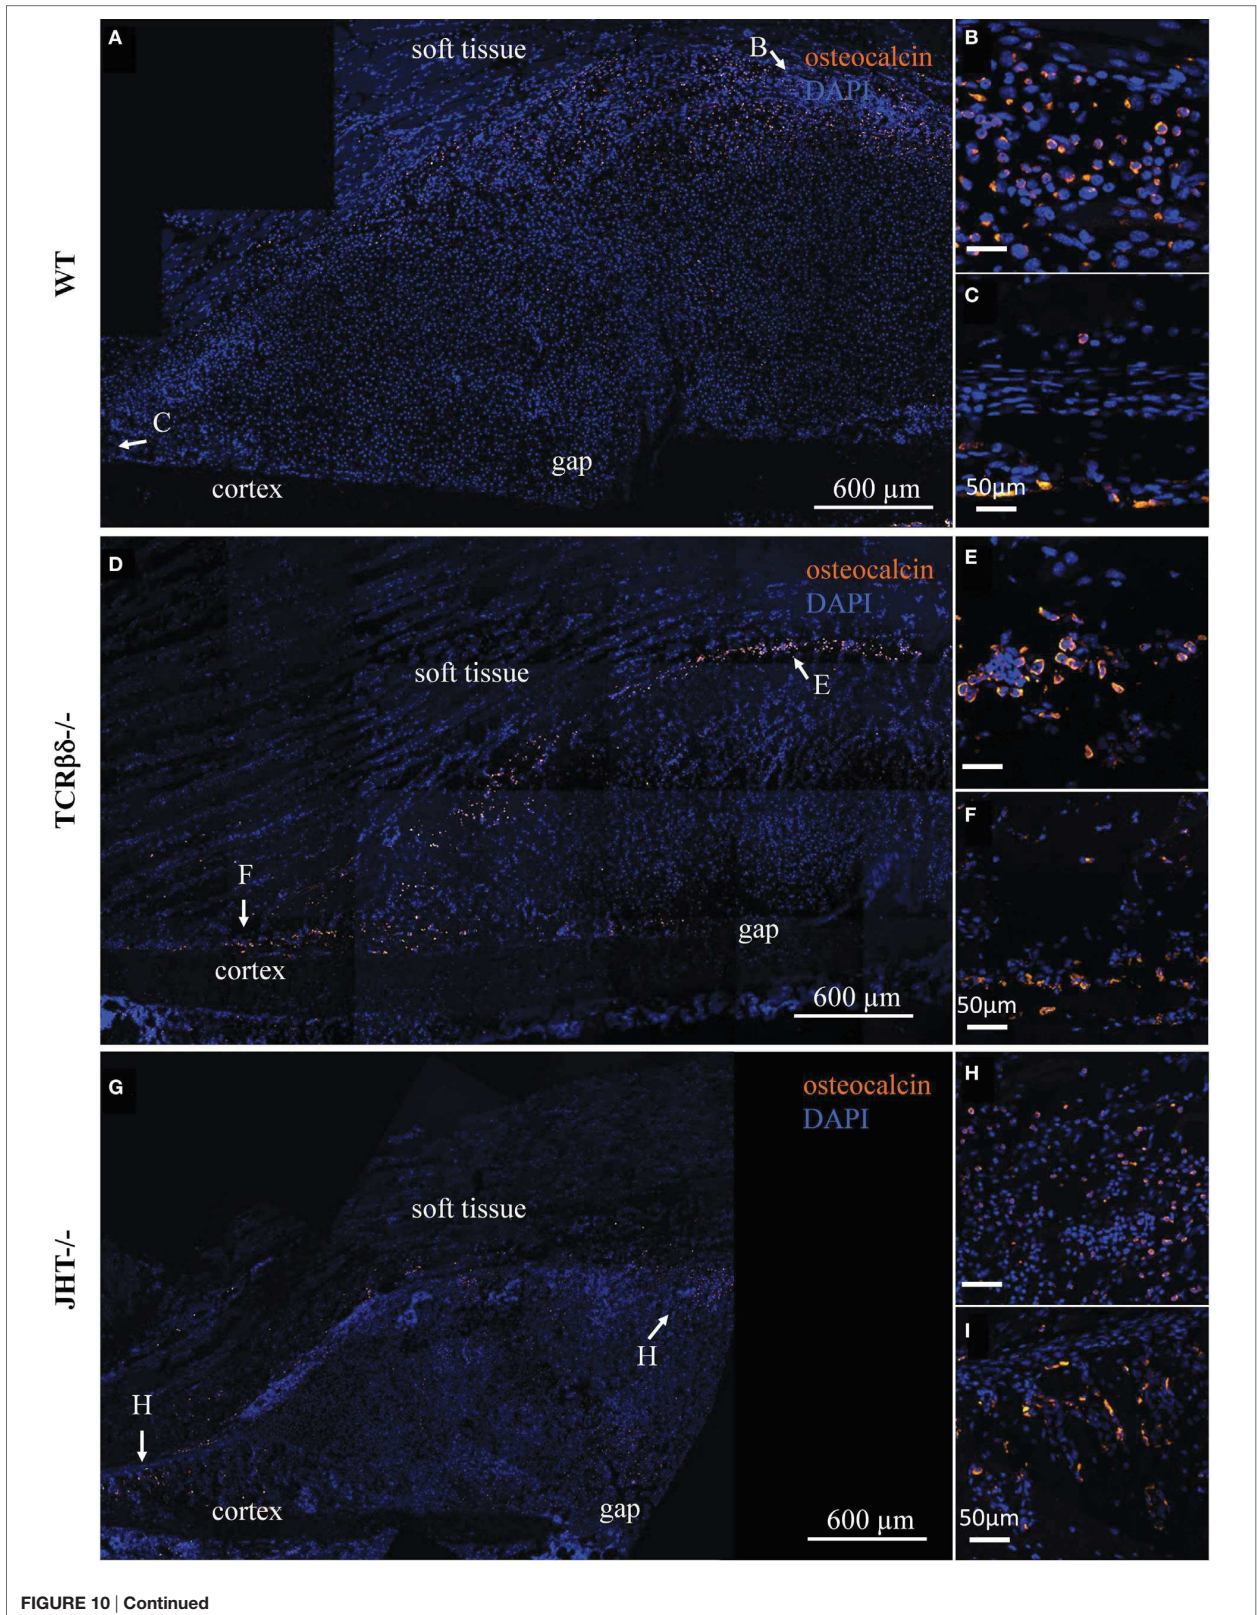 A
soft tissue
B
osteocalcin
DAPI
C
cortex
gap
600 µm
WT
B
C
50µm
D
osteocalcin
DAPI
soft tissue
E
F
cortex
gap
600 µm
TCRβδ-/-
E
F
50µm
G
osteocalcin
DAPI
soft tissue
H
H
cortex
gap
600 µm
JHT-/-
H
I
50µm
FIGURE 10 | Continued